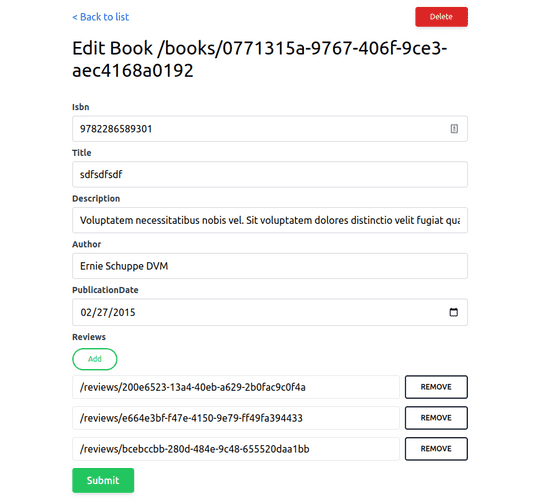 < Back to list
Delete
Edit Book /books/0771315a-9767-406f-9ce3-
aec4168a0192
Isbn
9782286589301
Title
sdfsdfsdf
Description
Voluptatem necessitatibus nobis vel. Sit voluptatem dolores distinctio velit fugiat qua
Author
Ernie Schuppe DVM
PublicationDate
02/27/2015
Reviews
Add
/reviews/200e6523-13a4-40eb-a629-2b0fac9c0f4a
REMOVE
/reviews/e664e3bf-f47e-4150-9e79-ff49fa394433
REMOVE
/reviews/bcebccbb-280d-484e-9c48-655520daa1bb
REMOVE
Submit